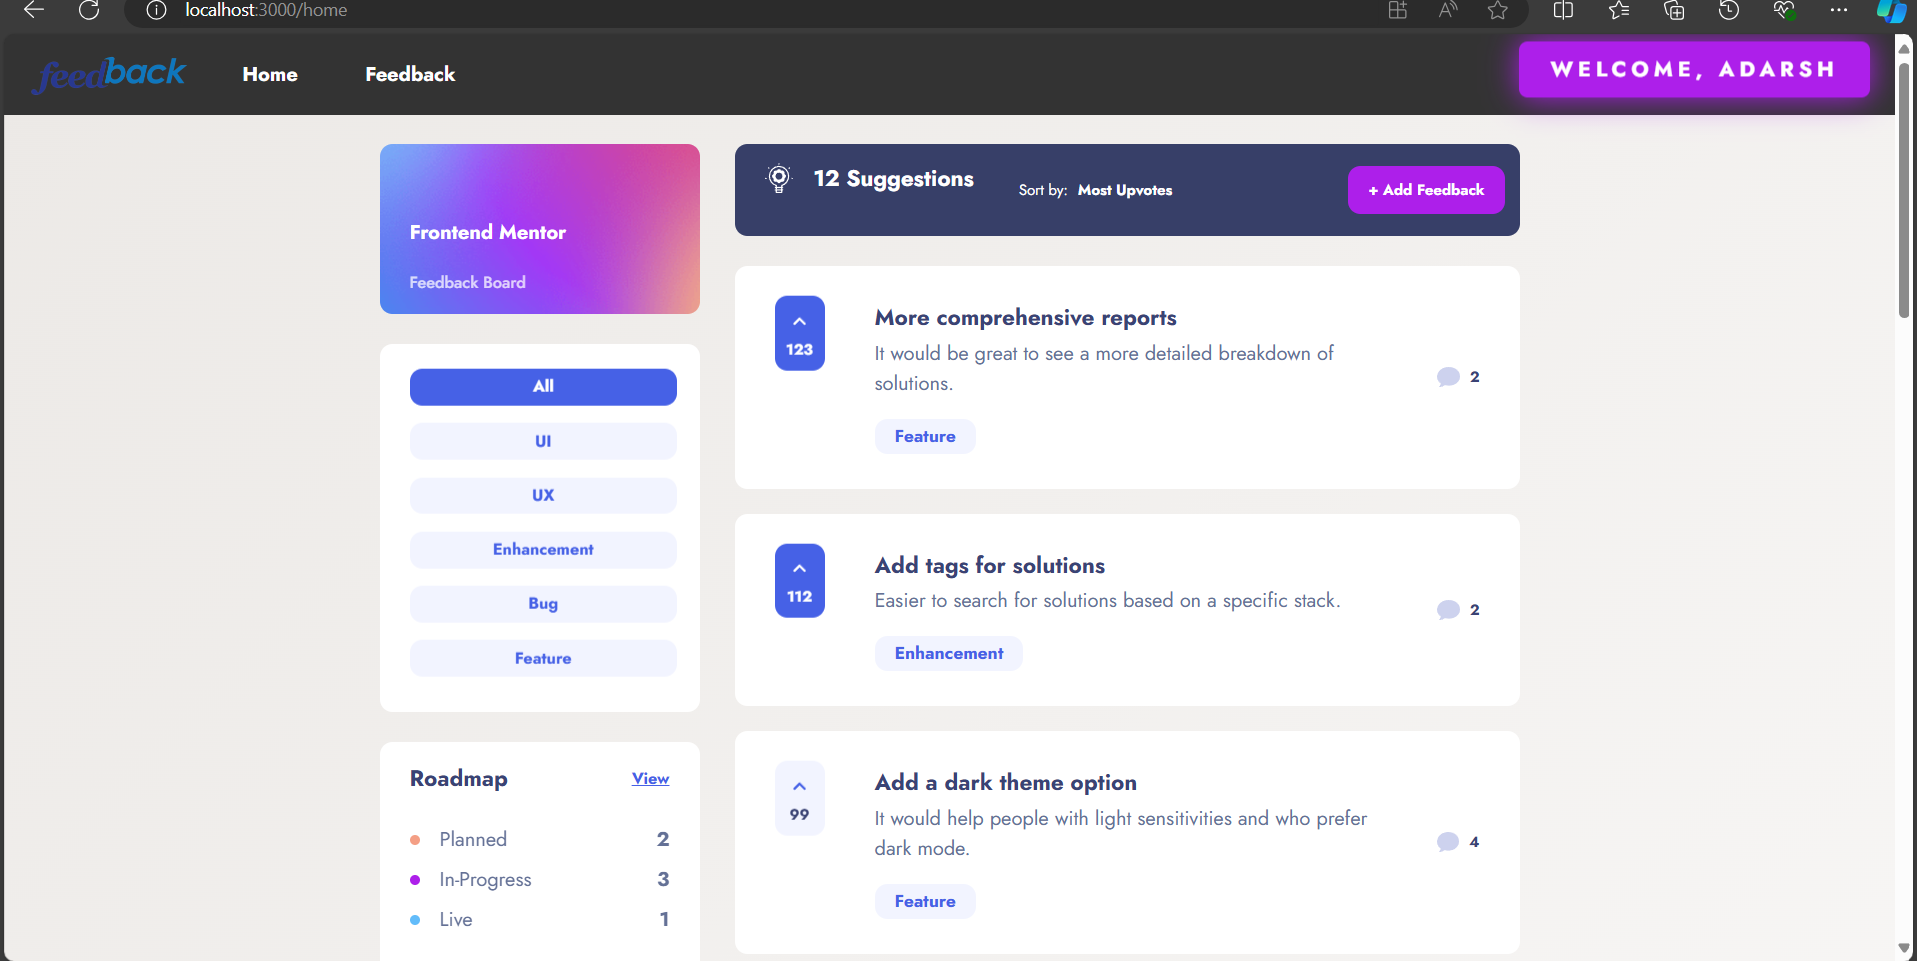 localhost:3000/home
feedback
Home
Feedback
WELCOME, ADARSH
Frontend Mentor
Feedback Board
All
UI
UX
Enhancement
Bug
Feature
Roadmap
View
Planned 2
In-Progress 3
Live 1
12 Suggestions
Sort by: Most Upvotes
+ Add Feedback
123
More comprehensive reports
It would be great to see a more detailed breakdown of
solutions.
Feature
2
112
Add tags for solutions
Easier to search for solutions based on a specific stack.
Enhancement
2
99
Add a dark theme option
It would help people with light sensitivities and who prefer
dark mode.
Feature
4